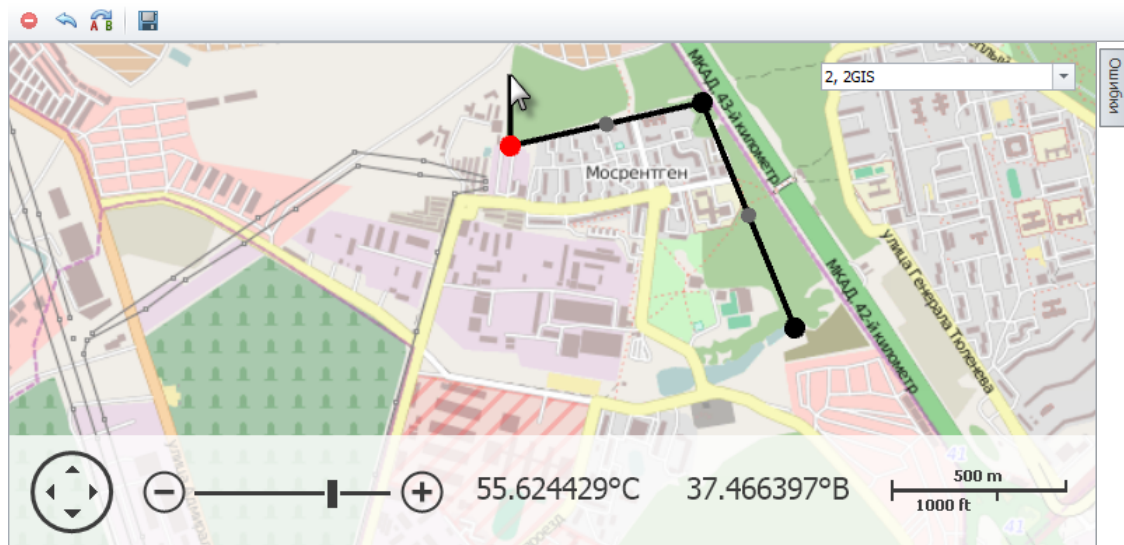 A B
2, 2GIS
Ошибки
МКАД, 43-й километр
Мосрентген
улица Генерала Тюленева
МКАД, 42-й километр
41
55.624429°С
37.466397°В
500 m
1000 ft
41